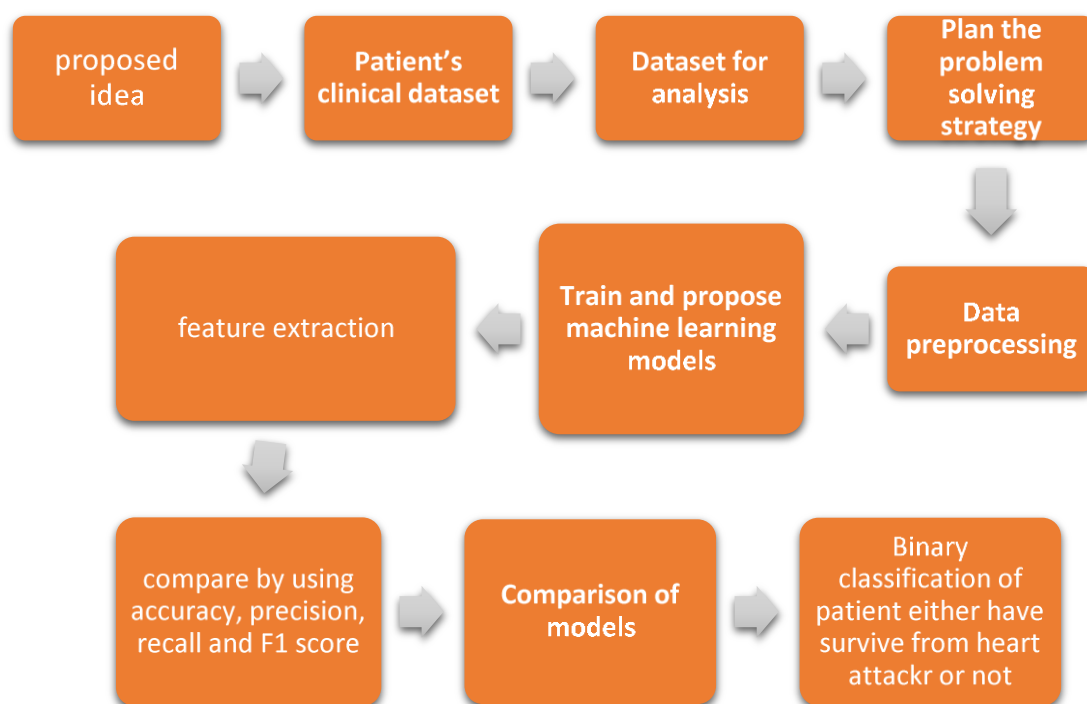 proposed
idea
Patient's
clinical dataset
Dataset for
analysis
Plan the
problem
solving
strategy
Data
preprocessing
Train and propose
machine learning
models
feature extraction
compare by using
accuracy, precision,
recall and F1 score
Comparison of
models
Binary
classification of
patient either have
survive from heart
attackr or not